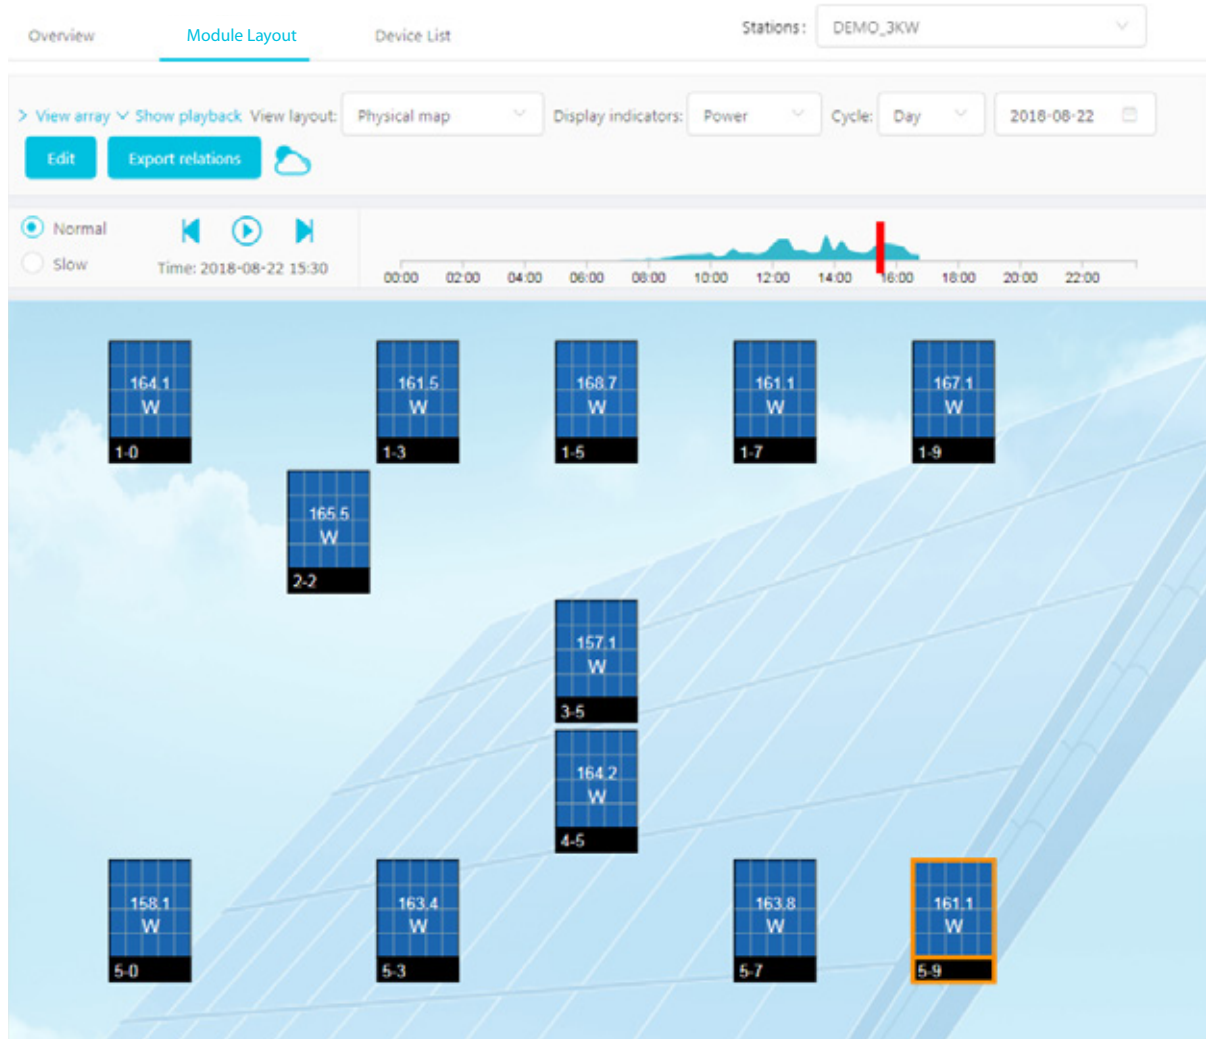 Overview Module Layout Device List Stations: DEMO_3KW
> View array Show playback View layout: Physical map Display indicators: Power Cycle: Day 2018-08-22
Edit Export relations
Normal
Slow Time: 2018-08-22 15:30
00:00 02:00 04:00 06:00 08:00 10:00 12:00 14:00 16:00 18:00 20:00 22:00
164.1 161.5 168.7 161.1 167.1
W W W W W
1-0 1-3 1-5 1-7 1-9
165.5
W
2-2
157.1
W
3-5
164.2
W
4-5
158.1 163.4 163.8 161.1
W W W W
5-0 5-3 5-7 5-9